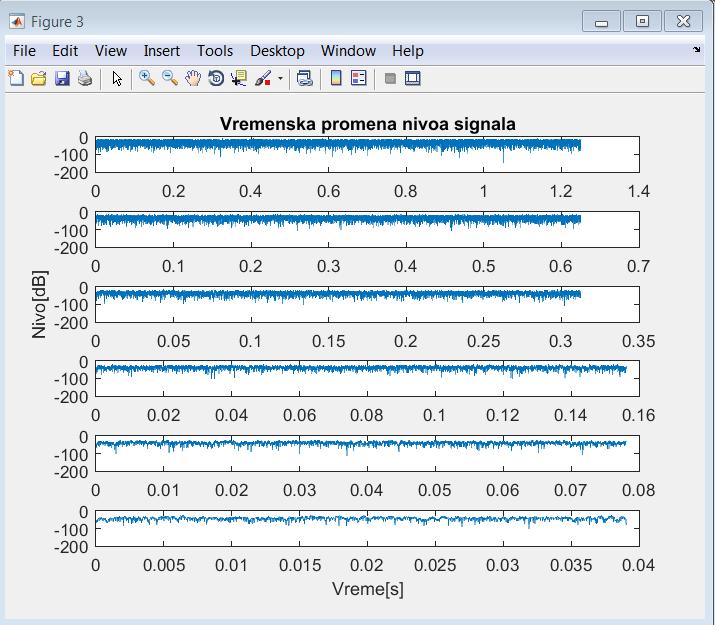 Figure 3
File Edit View Insert Tools Desktop Window Help
Vremenska promena nivoa signala
0
-100
-200
0 0.2 0.4 0.6 0.8 1 1.2 1.4
0
-100
-200
0 0.1 0.2 0.3 0.4 0.5 0.6 0.7
Nivo[dB]
0
-100
-200
0 0.05 0.1 0.15 0.2 0.25 0.3 0.35
0
-100
-200
0 0.02 0.04 0.06 0.08 0.1 0.12 0.14 0.16
0
-100
-200
0 0.01 0.02 0.03 0.04 0.05 0.06 0.07 0.08
0
-100
-200
0 0.005 0.01 0.015 0.02 0.025 0.03 0.035 0.04
Vreme[s]